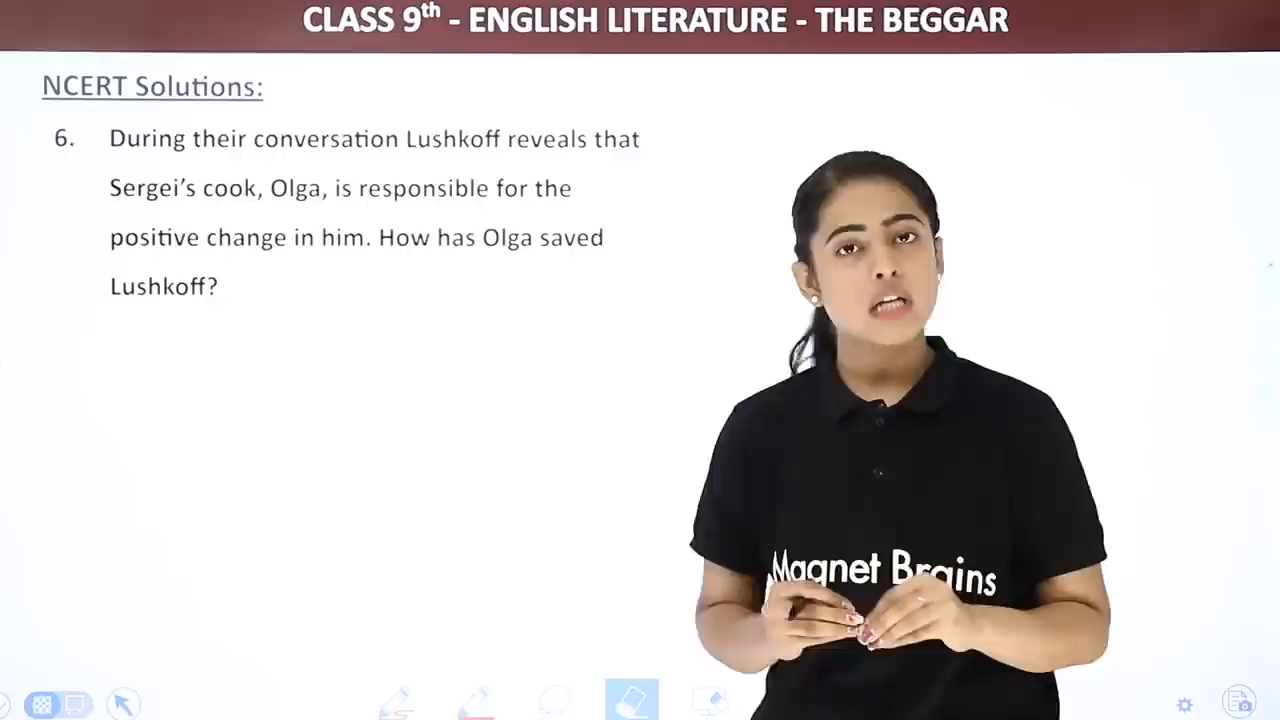 CLASS 9th - ENGLISH LITERATURE - THE BEGGAR
NCERT Solutions:
6. During their conversation Lushkoff reveals that
Sergei’s cook, Olga, is responsible for the
positive change in him. How has Olga saved
Lushkoff?
Magnet Brains